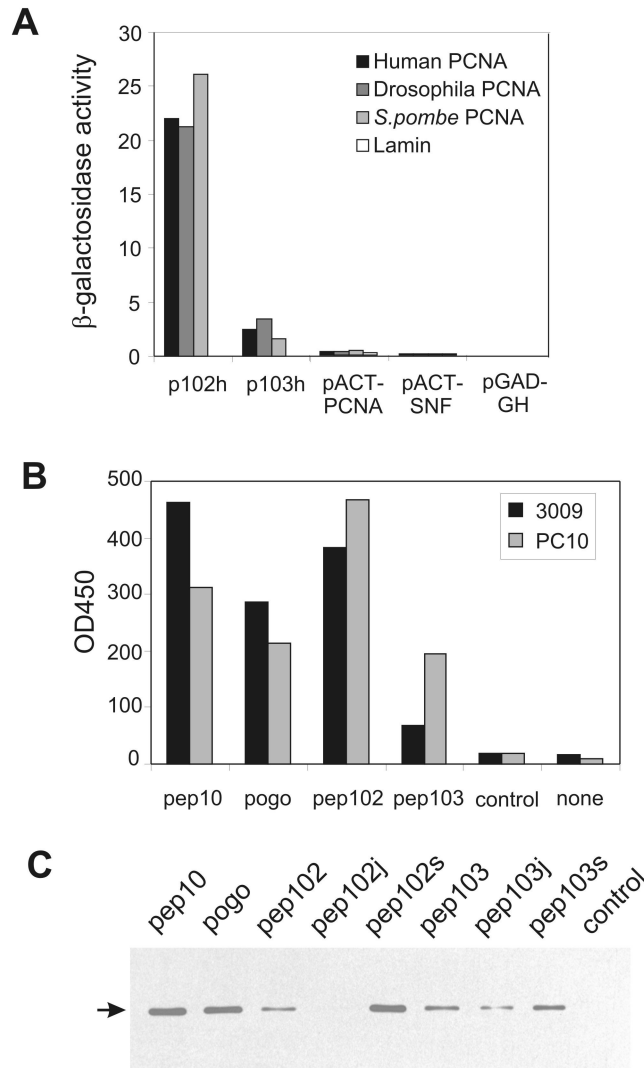 A
β-galactosidase activity
30
25
20
15
10
5
0
Human PCNA
Drosophila PCNA
S.pombe PCNA
Lamin
p102h
p103h
pACT-
PCNA
pACT-
SNF
pGAD-
GH
B
OD450
500
400
300
200
100
0
3009
PC10
pep10
pogo
pep102
pep103
control
none
C
pep10
pogo
pep102
pep102j
pep102s
pep103
pep103j
pep103s
control